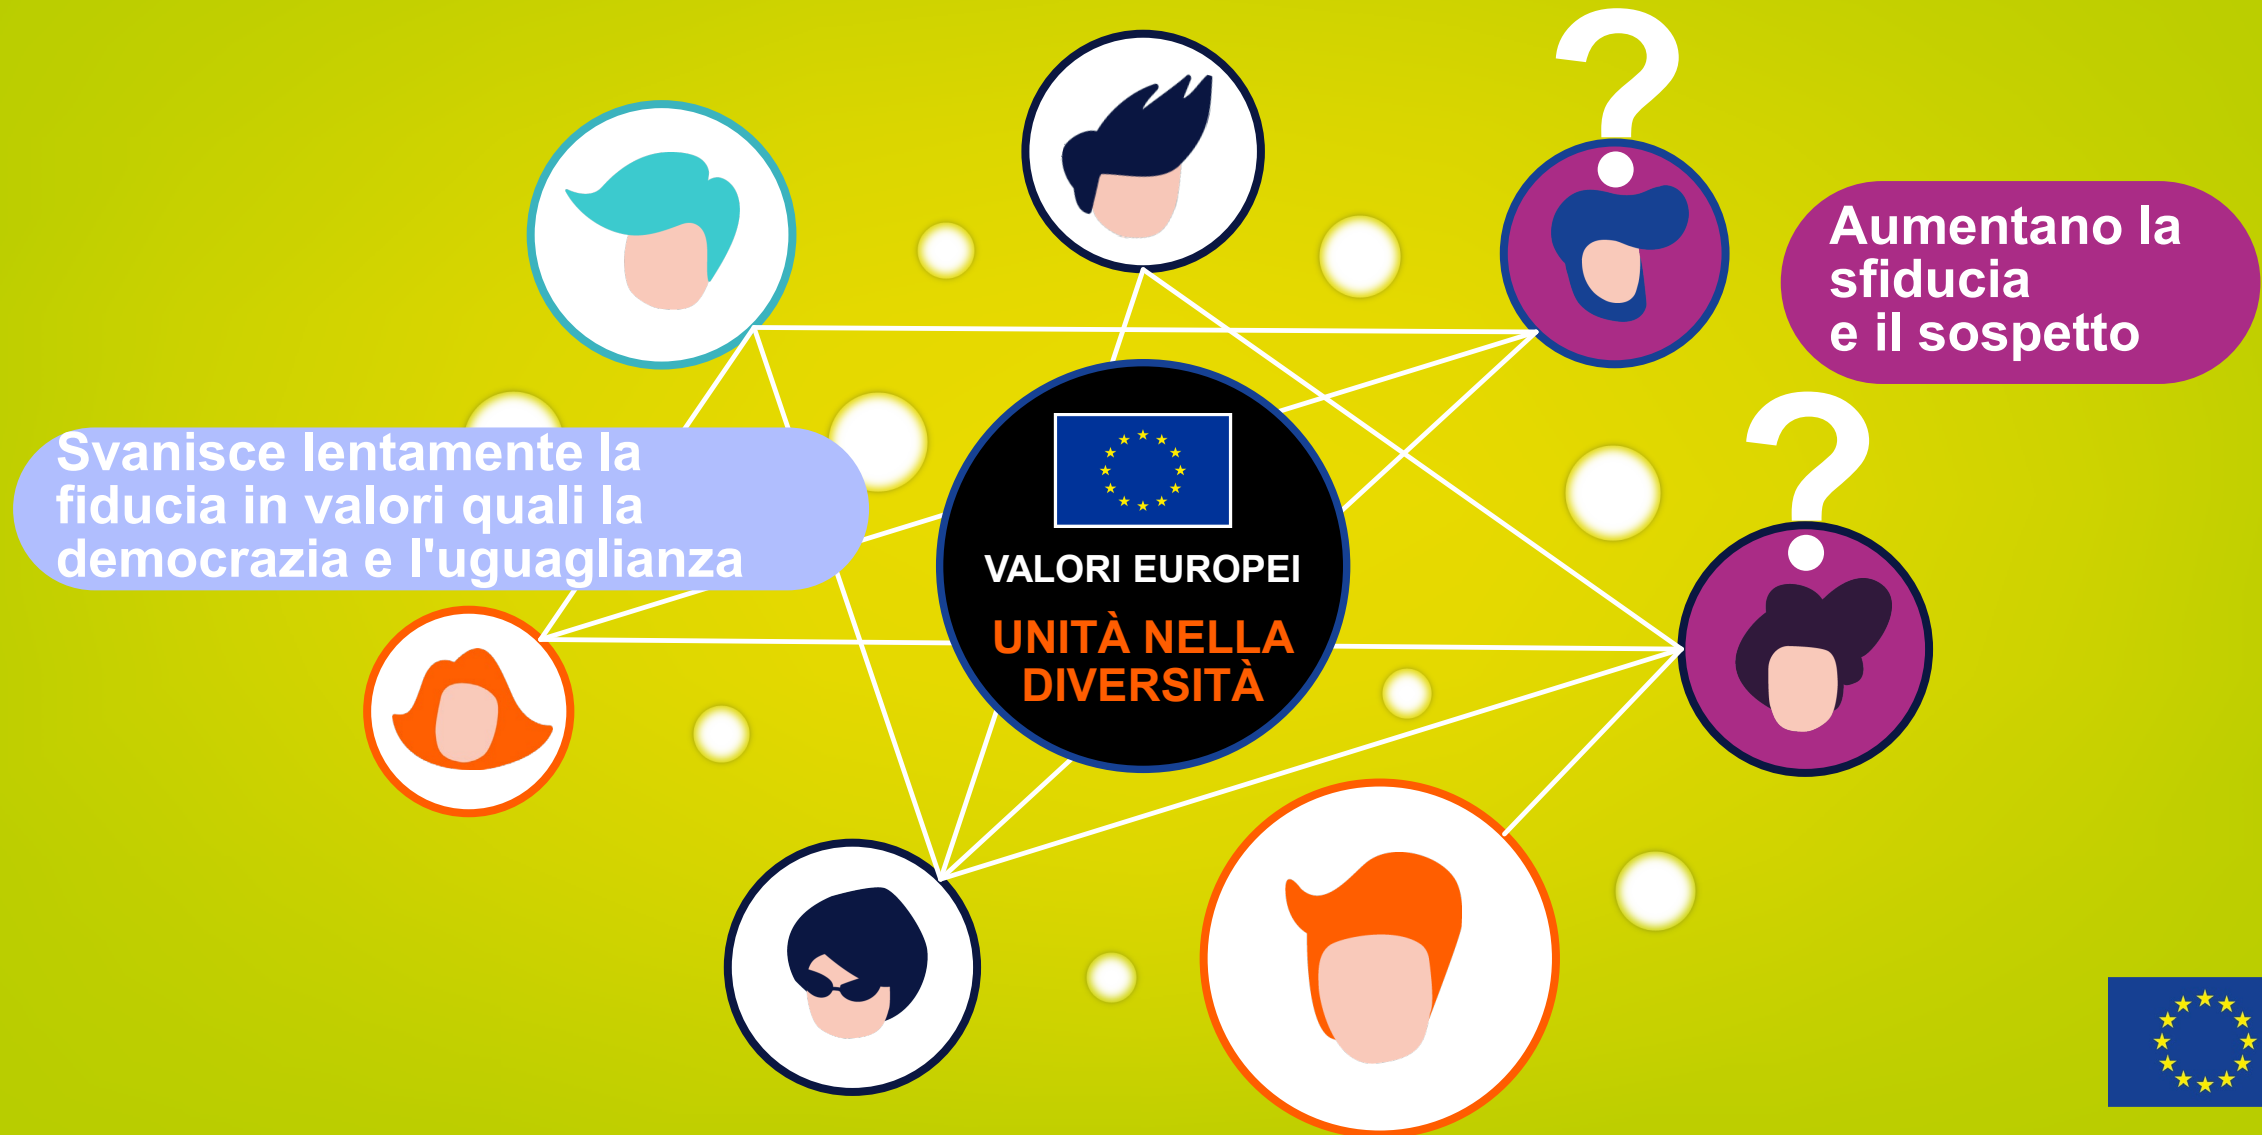 ?
Aumentano la
sfiducia
e il sospetto
?
Svanisce lentamente la
fiducia in valori quali la
democrazia e l'uguaglianza
VALORI EUROPEI
UNITÀ NELLA
DIVERSITÀ